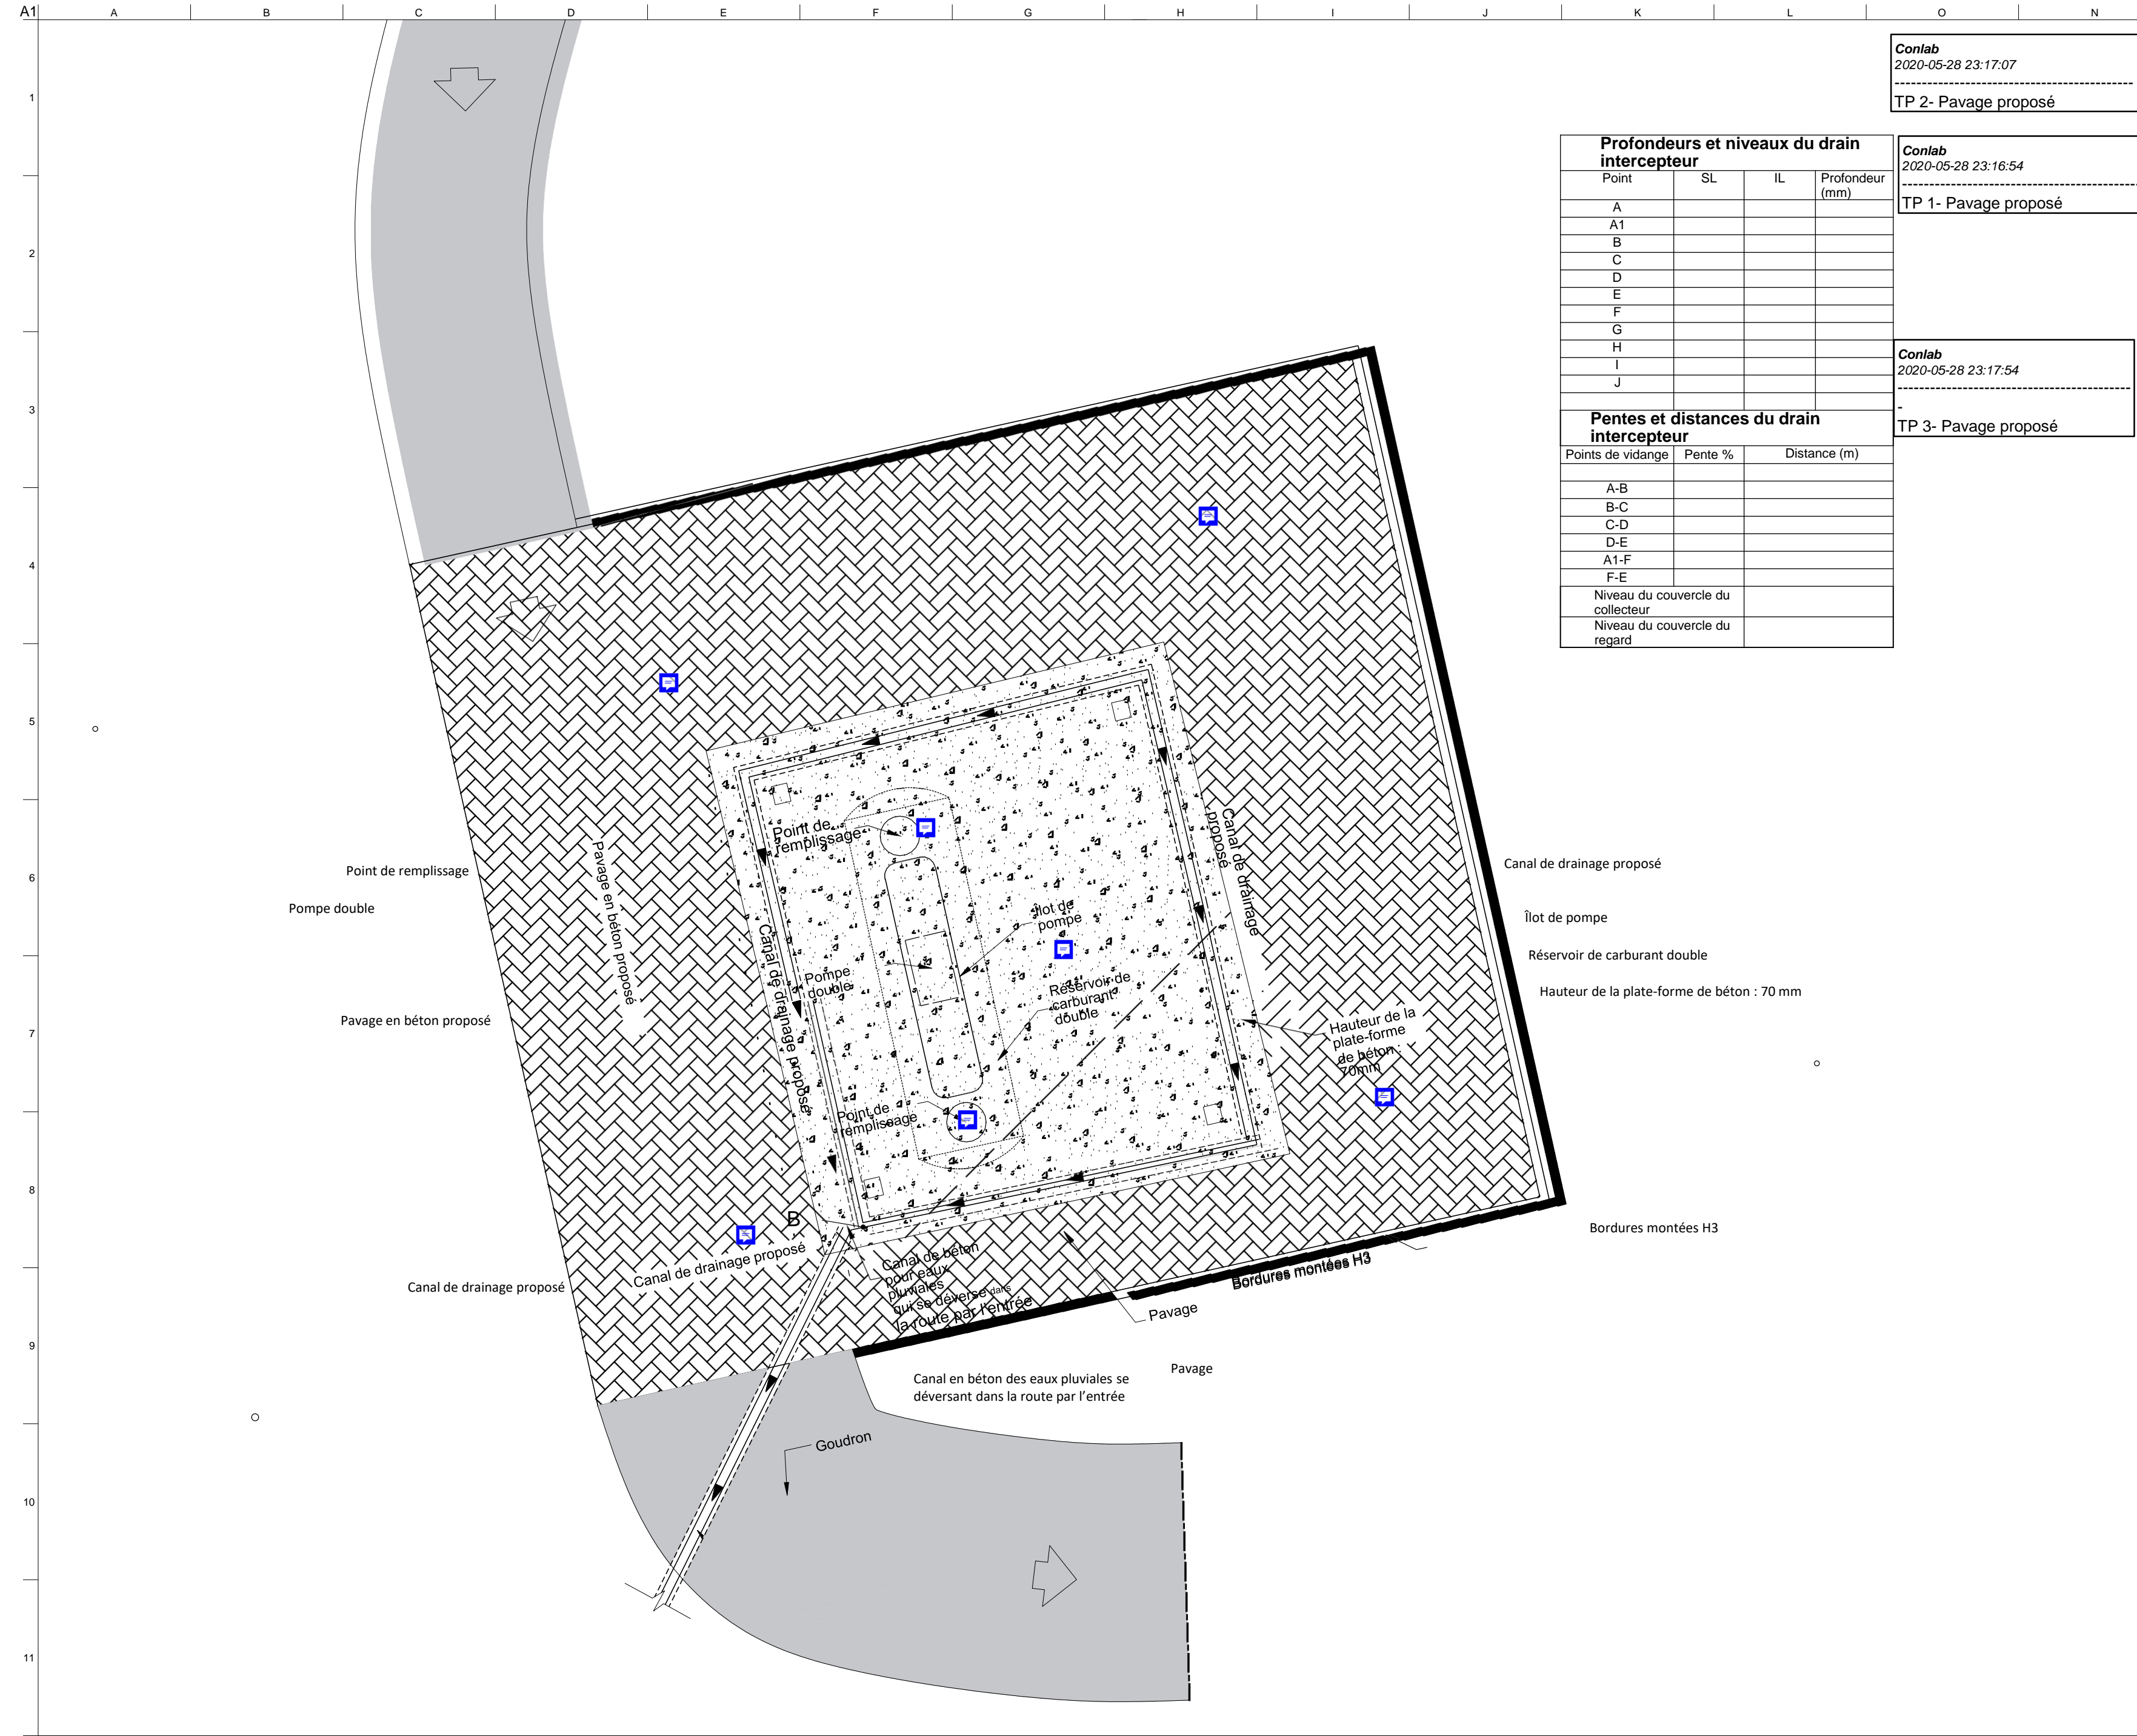 A1
A B C D E F G H I J K L O N
1
2
3
4
5
6
7
8
9
10
11
Conlab
2020-05-28 23:17:07
TP 2- Pavage proposé
Conlab
2020-05-28 23:16:54
TP 1- Pavage proposé
Conlab
2020-05-28 23:17:54
-
TP 3- Pavage proposé
Profondeurs et niveaux du drain
intercepteur
Point SL IL Profondeur
(mm)
A
A1
B
C
D
E
F
G
H
I
J
Pentes et distances du drain
intercepteur
Points de vidange Pente % Distance (m)
A-B
B-C
C-D
D-E
A1-F
F-E
Niveau du couvercle du
collecteur
Niveau du couvercle du
regard
Point de remplissage
Pompe double
Pavage en béton proposé
Canal de drainage proposé
Pavage en béton proposé
Canal de drainage proposé
Point de
remplissage
Pompe
double
Îlot de
pompe
Réservoir de
carburant
double
Point de
remplissage
Canal de drainage
proposé
Hauteur de la
plate-forme
de béton :
70mm
Canal de drainage proposé
Îlot de pompe
Réservoir de carburant double
Hauteur de la plate-forme de béton : 70 mm
Bordures montées H3
B
Canal de drainage proposé
Canal de béton
pour eaux
pluviales
qui se déverse dans
la route par l'entrée
Bordures montées H3
Bordures montées H3
Pavage
Pavage
Canal en béton des eaux pluviales se
déversant dans la route par l’entrée
Goudron